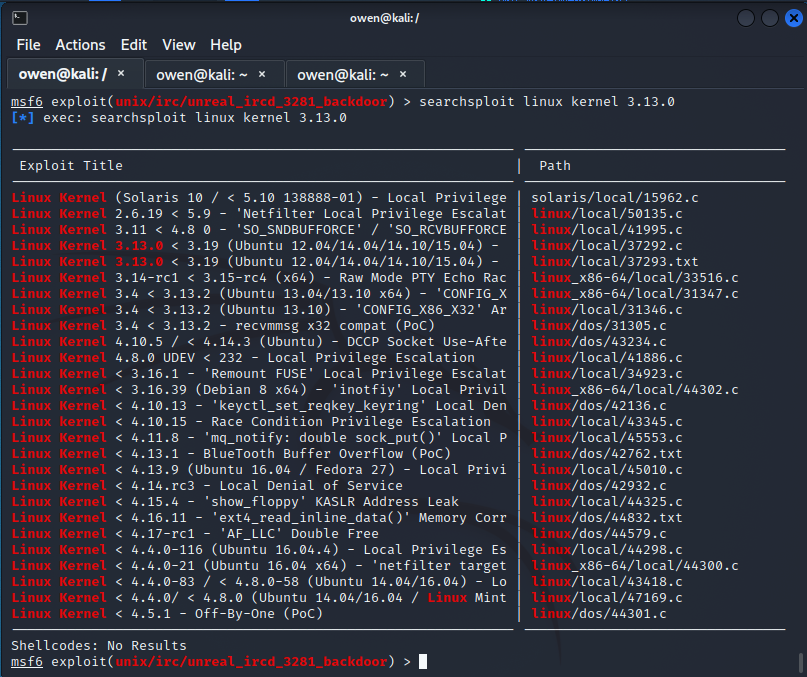 owen@kali: /
File Actions Edit View Help
owen@kali: / × owen@kali: ~ × owen@kali: ~ ×
msf6 exploit(unix/irc/unreal_ircd_3281_backdoor) > searchsploit linux kernel 3.13.0
[*] exec: searchsploit linux kernel 3.13.0
Exploit Title | Path
Linux Kernel (Solaris 10 / < 5.10 138888-01) - Local Privilege | solaris/local/15962.c
Linux Kernel 2.6.19 < 5.9 - 'Netfilter Local Privilege Escalat | linux/local/50135.c
Linux Kernel 3.11 < 4.8 0 - 'SO_SNDBUFFORCE' / 'SO_RCVBUFFORCE | linux/local/41995.c
Linux Kernel 3.13.0 < 3.19 (Ubuntu 12.04/14.04/14.10/15.04) - | linux/local/37292.c
Linux Kernel 3.13.0 < 3.19 (Ubuntu 12.04/14.04/14.10/15.04) - | linux/local/37293.txt
Linux Kernel 3.14-rc1 < 3.15-rc4 (x64) - Raw Mode PTY Echo Rac | linux_x86-64/local/33516.c
Linux Kernel 3.4 < 3.13.2 (Ubuntu 13.04/13.10 x64) - 'CONFIG_X | linux_x86-64/local/31347.c
Linux Kernel 3.4 < 3.13.2 (Ubuntu 13.10) - 'CONFIG_X86_X32' Ar | linux/local/31346.c
Linux Kernel 3.4 < 3.13.2 - recvmmsg x32 compat (PoC) | linux/dos/31305.c
Linux Kernel 4.10.5 / < 4.14.3 (Ubuntu) - DCCP Socket Use-Afte | linux/dos/43234.c
Linux Kernel 4.8.0 UDEV < 232 - Local Privilege Escalation | linux/local/41886.c
Linux Kernel < 3.16.1 - 'Remount FUSE' Local Privilege Escalat | linux/local/34923.c
Linux Kernel < 3.16.39 (Debian 8 x64) - 'inotfiy' Local Privil | linux_x86-64/local/44302.c
Linux Kernel < 4.10.13 - 'keyctl_set_reqkey_keyring' Local Den | linux/dos/42136.c
Linux kernel < 4.10.15 - Race Condition Privilege Escalation | linux/local/43345.c
Linux Kernel < 4.11.8 - 'mq_notify: double sock_put()' Local P | linux/local/45553.c
Linux Kernel < 4.13.1 - BlueTooth Buffer Overflow (PoC) | linux/dos/42762.txt
Linux Kernel < 4.13.9 (Ubuntu 16.04 / Fedora 27) - Local Privi | linux/local/45010.c
Linux Kernel < 4.14.rc3 - Local Denial of Service | linux/dos/42932.c
Linux Kernel < 4.15.4 - 'show_floppy' KASLR Address Leak | linux/local/44325.c
Linux Kernel < 4.16.11 - 'ext4_read_inline_data()' Memory Corr | linux/dos/44832.txt
Linux Kernel < 4.17-rc1 - 'AF_LLC' Double Free | linux/dos/44579.c
Linux Kernel < 4.4.0-116 (Ubuntu 16.04.4) - Local Privilege Es | linux/local/44298.c
Linux Kernel < 4.4.0-21 (Ubuntu 16.04 x64) - 'netfilter target | linux_x86-64/local/44300.c
Linux Kernel < 4.4.0-83 / < 4.8.0-58 (Ubuntu 14.04/16.04) - Lo | linux/local/43418.c
Linux Kernel < 4.4.0/ < 4.8.0 (Ubuntu 14.04/16.04 / Linux Mint | linux/local/47169.c
Linux Kernel < 4.5.1 - Off-By-One (PoC) | linux/dos/44301.c
Shellcodes: No Results
msf6 exploit(unix/irc/unreal_ircd_3281_backdoor) >